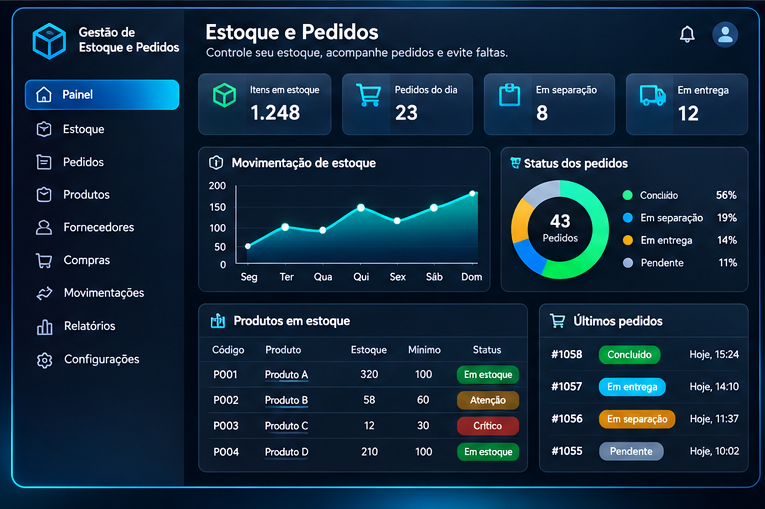 Gestão de
Estoque e Pedidos
Painel
Estoque
Pedidos
Produtos
Fornecedores
Compras
Movimentações
Relatórios
Configurações
Estoque e Pedidos
Controle seu estoque, acompanhe pedidos e evite faltas.
Itens em estoque
1.248
Pedidos do dia
23
Em separação
8
Em entrega
12
Movimentação de estoque
200
150
100
50
0
Seg Ter Qua Qui Sex Sáb Dom
Status dos pedidos
43
Pedidos
Concluído 56%
Em separação 19%
Em entrega 14%
Pendente 11%
Produtos em estoque
Código Produto Estoque Mínimo Status
P001 Produto A 320 100 Em estoque
P002 Produto B 58 60 Atenção
P003 Produto C 12 30 Crítico
P004 Produto D 210 100 Em estoque
Últimos pedidos
#1058 Concluído Hoje, 15:24
#1057 Em entrega Hoje, 14:10
#1056 Em separação Hoje, 11:37
#1055 Pendente Hoje, 10:02